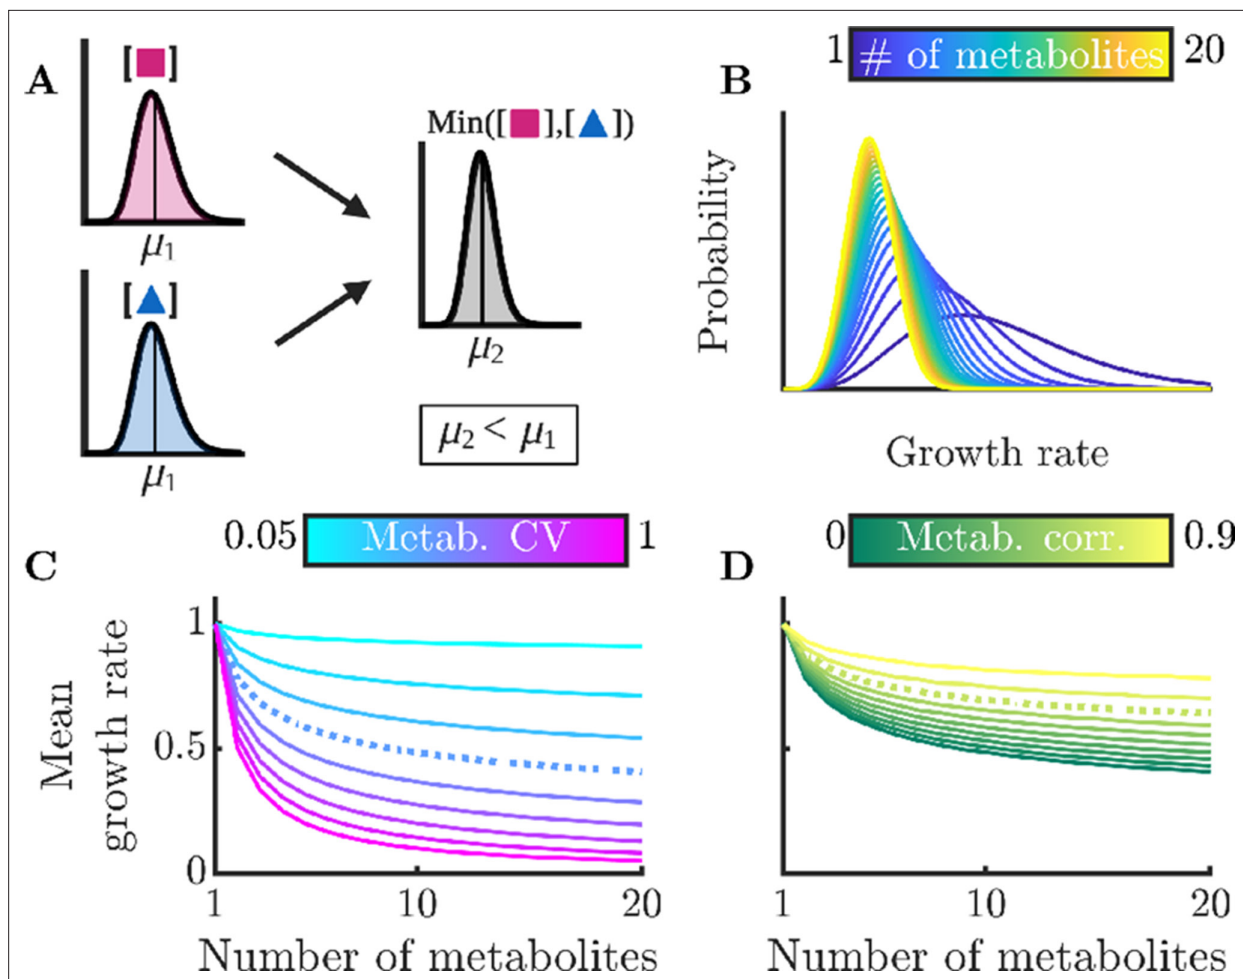 A
[■]
μ1
[▲]
μ1
Min([■],[▲])
μ2
μ2 < μ1
B
1 # of metabolites 20
Probability
Growth rate
C
0.05 Metab. CV 1
Mean
growth rate
1
0.5
0
1 10 20
Number of metabolites
D
0 Metab. corr. 0.9
1 10 20
Number of metabolites